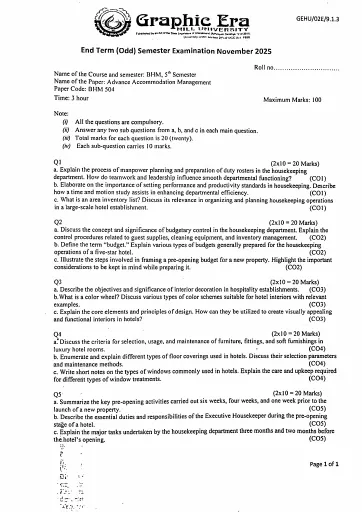 GEHU/02E/9.1.3
Graphic Era
HILL UNIVERSITY
End Term (Odd) Semester Examination November 2025
Roll no..............................
Name of the Course and semester: BHM, 5th Semester
Name of the Paper: Advance Accommodation Management
Paper Code: BHM 504
Time: 3 hour Maximum Marks: 100
Note:
(i) All the questions are compulsory.
(ii) Answer any two sub questions from a, b, and c in each main question.
(iii) Total marks for each question is 20 (twenty).
(iv) Each sub-question carries 10 marks.
Q1 (2x10 = 20 Marks)
a. Explain the process of manpower planning and preparation of duty rosters in the housekeeping
department. How do teamwork and leadership influence smooth departmental functioning? (CO1)
b. Elaborate on the importance of setting performance and productivity standards in housekeeping. Describe
how a time and motion study assists in enhancing departmental efficiency. (CO1)
c. What is an area inventory list? Discuss its relevance in organizing and planning housekeeping operations
in a large-scale hotel establishment. (CO1)
Q2 (2x10 = 20 Marks)
a. Discuss the concept and significance of budgetary control in the housekeeping department. Explain the
control procedures related to guest supplies, cleaning equipment, and inventory management. (CO2)
b. Define the term "budget." Explain various types of budgets generally prepared for the housekeeping
operations of a five-star hotel. (CO2)
c. Illustrate the steps involved in framing a pre-opening budget for a new property. Highlight the important
considerations to be kept in mind while preparing it. (CO2)
Q3 (2x10 = 20 Marks)
a. Describe the objectives and significance of interior decoration in hospitality establishments. (CO3)
b.What is a color wheel? Discuss various types of color schemes suitable for hotel interiors with relevant
examples. (CO3)
c. Explain the core elements and principles of design. How can they be utilized to create visually appealing
and functional interiors in hotels? (CO3)
Q4 (2x10 = 20 Marks)
a. Discuss the criteria for selection, usage, and maintenance of furniture, fittings, and soft furnishings in
luxury hotel rooms. (CO4)
b. Enumerate and explain different types of floor coverings used in hotels. Discuss their selection parameters
and maintenance methods. (CO4)
c. Write short notes on the types of windows commonly used in hotels. Explain the care and upkeep required
for different types of window treatments. (CO4)
Q5 (2x10 = 20 Marks)
a. Summarize the key pre-opening activities carried out six weeks, four weeks, and one week prior to the
launch of a new property. (CO5)
b. Describe the essential duties and responsibilities of the Executive Housekeeper during the pre-opening
stage of a hotel. (CO5)
c. Explain the major tasks undertaken by the housekeeping department three months and two months before
the hotel's opening. (CO5)
Page 1 of 1